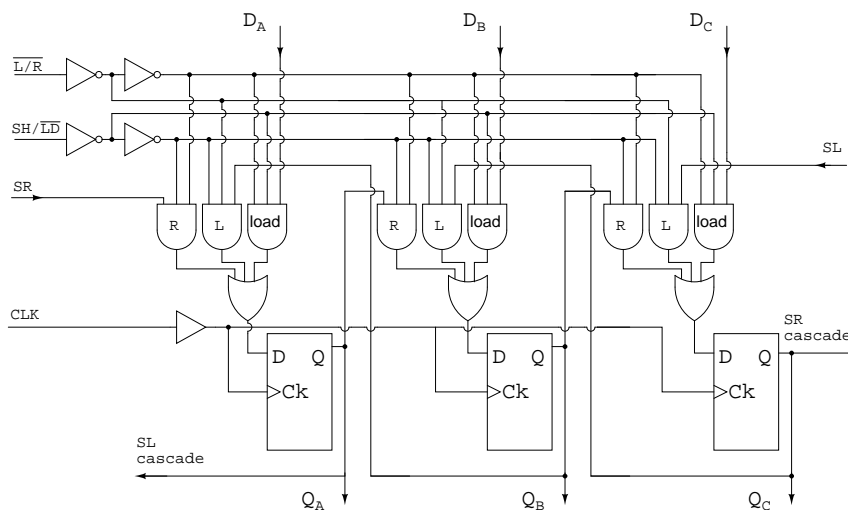 D_A D_B D_C
L/R
SH/LD
SL
SR
R L load R L load R L load
CLK
SR
cascade
D Q D Q D Q
Ck Ck Ck
SL
cascade
Q_A Q_B Q_C